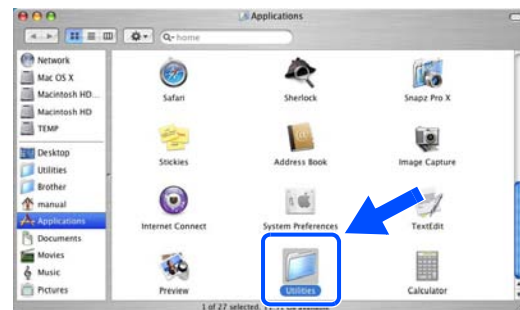 Applications
Q- home
Network
Mac OS X
Macintosh HD...
Macintosh HD
TEMP
Desktop
Utilities
Brother
manual
Applications
Documents
Movies
Music
Pictures
Safari
Sherlock
Snapz Pro X
Stickies
Address Book
Image Capture
Internet Connect
System Preferences
TextEdit
Preview
Utilities
Calculator
1 of 27 selected,
available